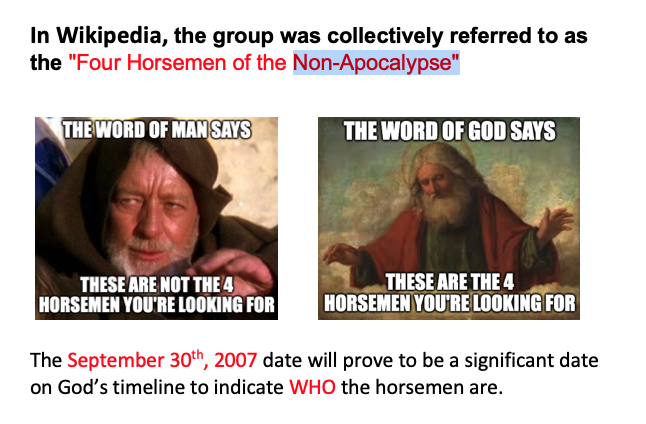 In Wikipedia, the group was collectively referred to as
the "Four Horsemen of the Non-Apocalypse"
THE WORD OF MAN SAYS
THESE ARE NOT THE 4
HORSEMEN YOU'RE LOOKING FOR
THE WORD OF GOD SAYS
THESE ARE THE 4
HORSEMEN YOU'RE LOOKING FOR
The September 30th, 2007 date will prove to be a significant date
on God’s timeline to indicate WHO the horsemen are.